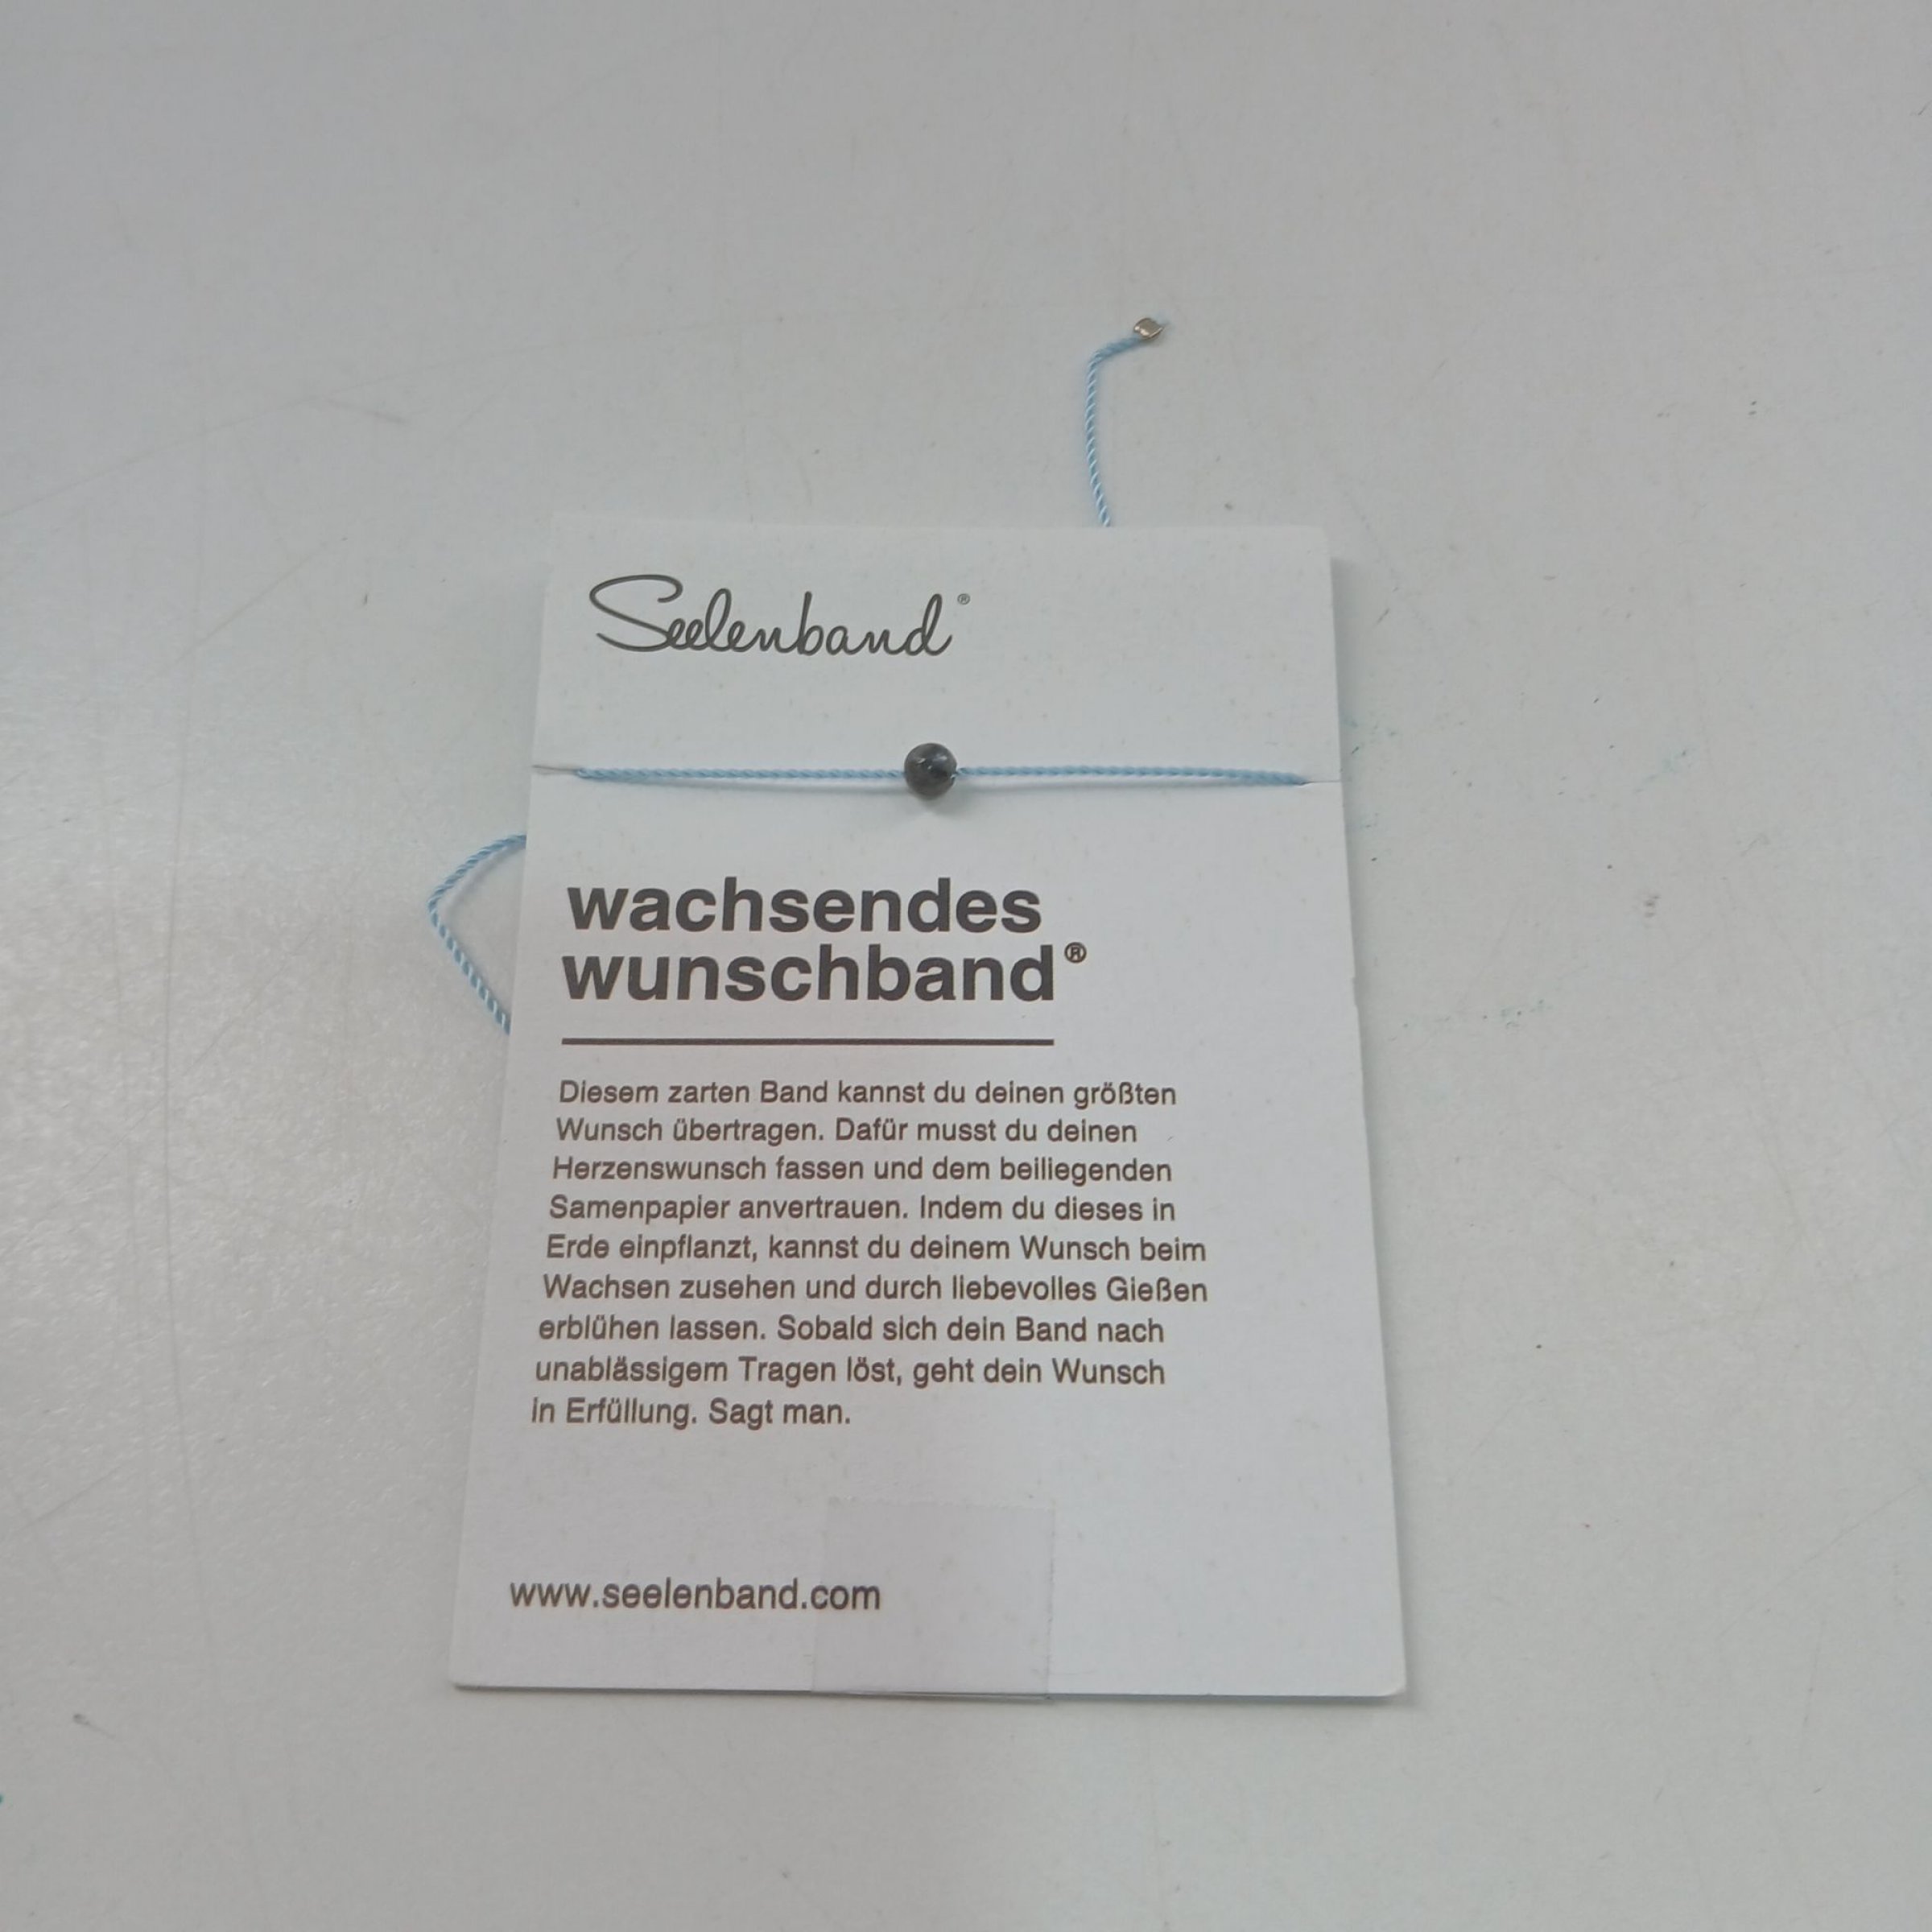 Seelenband®
wachsendes
wunschband®
Diesem zarten Band kannst du deinen größten
Wunsch übertragen. Dafür musst du deinen
Herzenswunsch fassen und dem beiliegenden
Samenpapier anvertrauen. Indem du dieses in
Erde einpflanzt, kannst du deinem Wunsch beim
Wachsen zusehen und durch liebevolles Gießen
erblühen lassen. Sobald sich dein Band nach
unablässigem Tragen löst, geht dein Wunsch
in Erfüllung. Sagt man.
www.seelenband.com